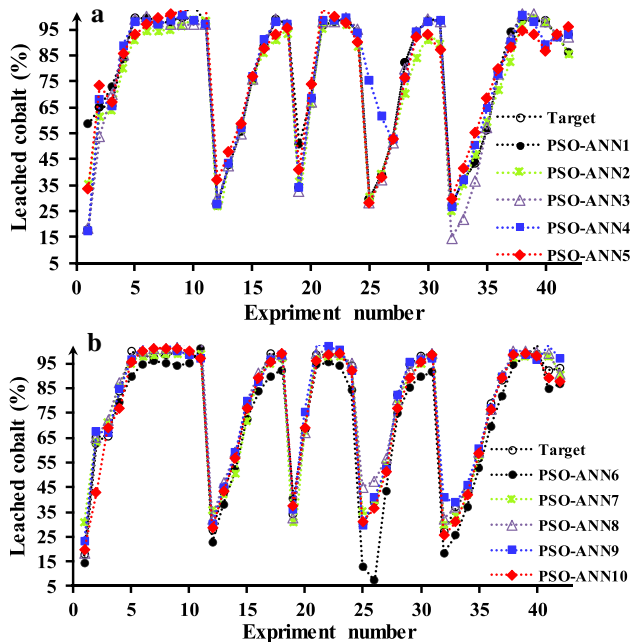 a
Leached cobalt (%)
95
85
75
65
55
45
35
25
15
5
Target
PSO-ANN1
PSO-ANN2
PSO-ANN3
PSO-ANN4
PSO-ANN5
0 5 10 15 20 25 30 35 40
Expriment number
b
Leached cobalt (%)
95
85
75
65
55
45
35
25
15
5
Target
PSO-ANN6
PSO-ANN7
PSO-ANN8
PSO-ANN9
PSO-ANN10
0 5 10 15 20 25 30 35 40
Expriment number